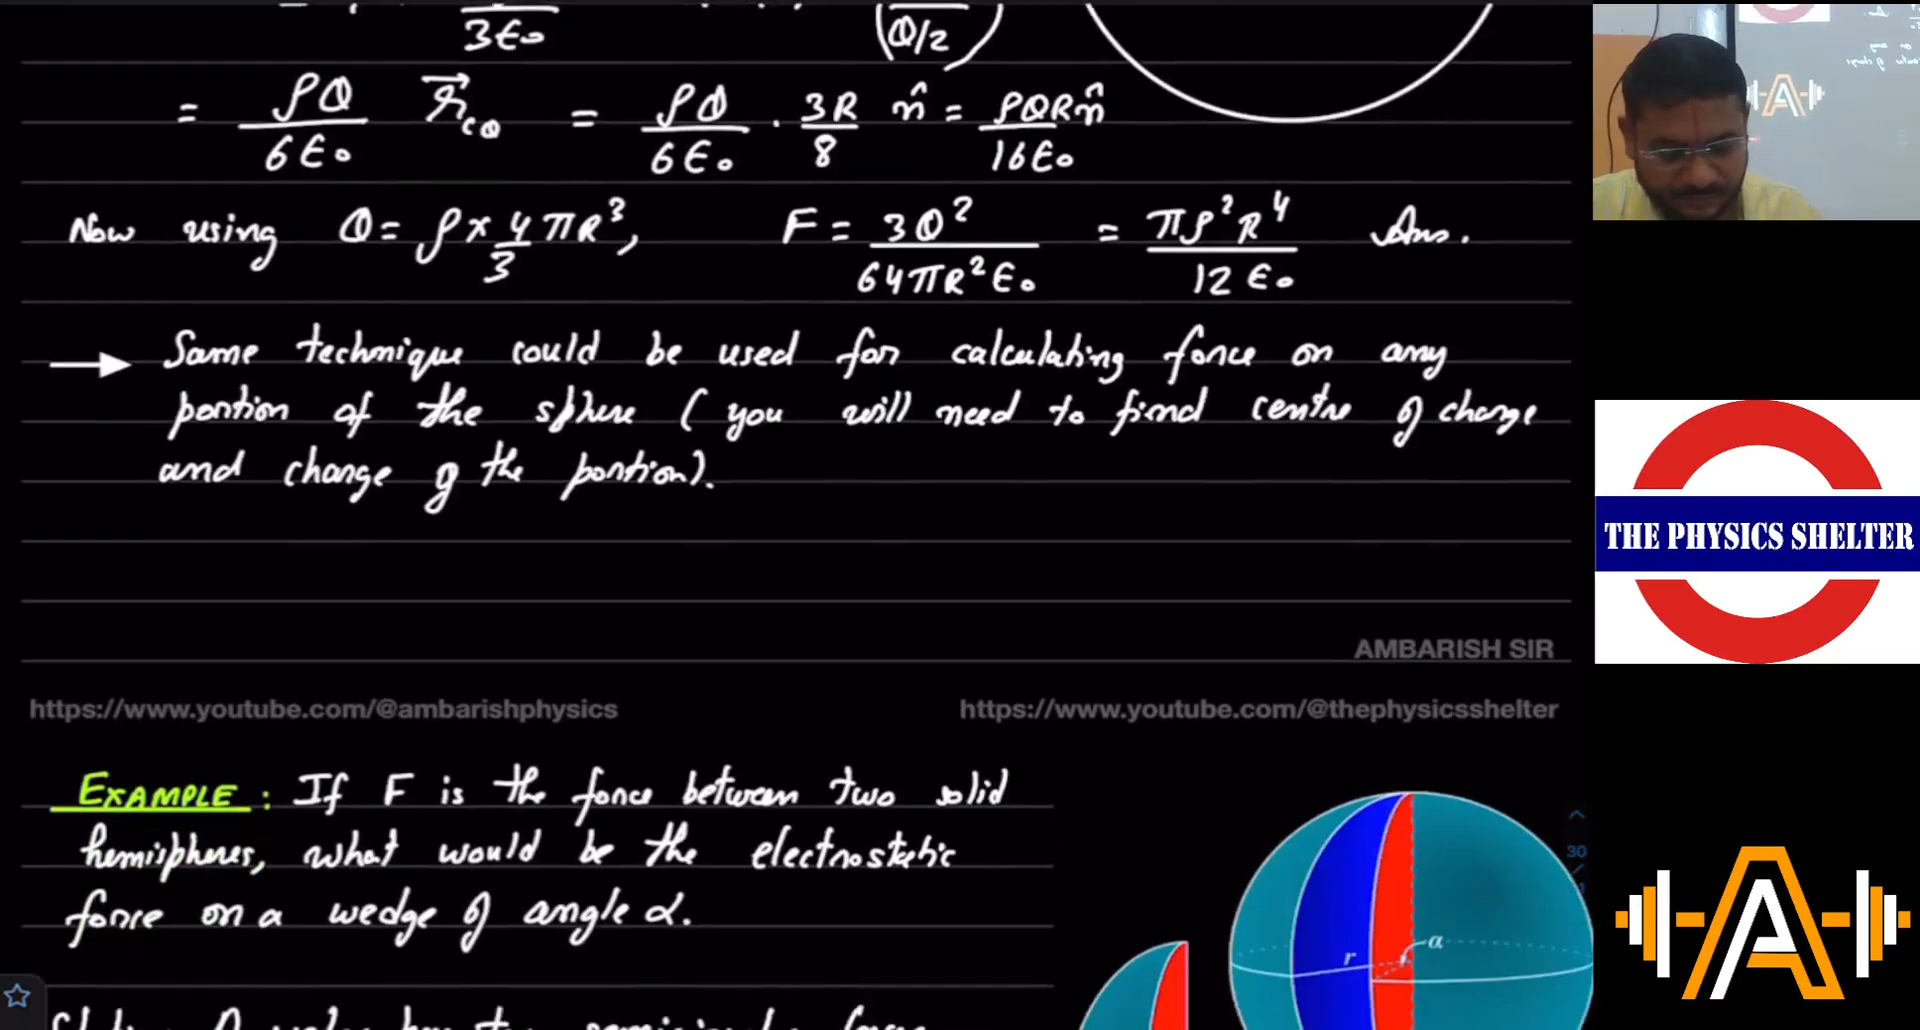 3ϵ₀ (Q/2)
= ρQ/6ϵ₀ r⃗_cQ = ρQ/6ϵ₀ · 3R/8 n̂ = ρQRn̂/16ϵ₀
Now using Q = ρ × 4/3 πR³, F = 3Q²/64πR²ϵ₀ = πρ²R⁴/12ϵ₀ Ans.
→ Same technique could be used for calculating force on any
portion of the sphere (you will need to find centre of charge
and charge of the portion).
AMBARISH SIR
https://www.youtube.com/@ambarishphysics https://www.youtube.com/@thephysicsshelter
EXAMPLE: If F is the force between two solid
hemispheres, what would be the electrostatic
force on a wedge of angle α.
r α
30
THE PHYSICS SHELTER
A